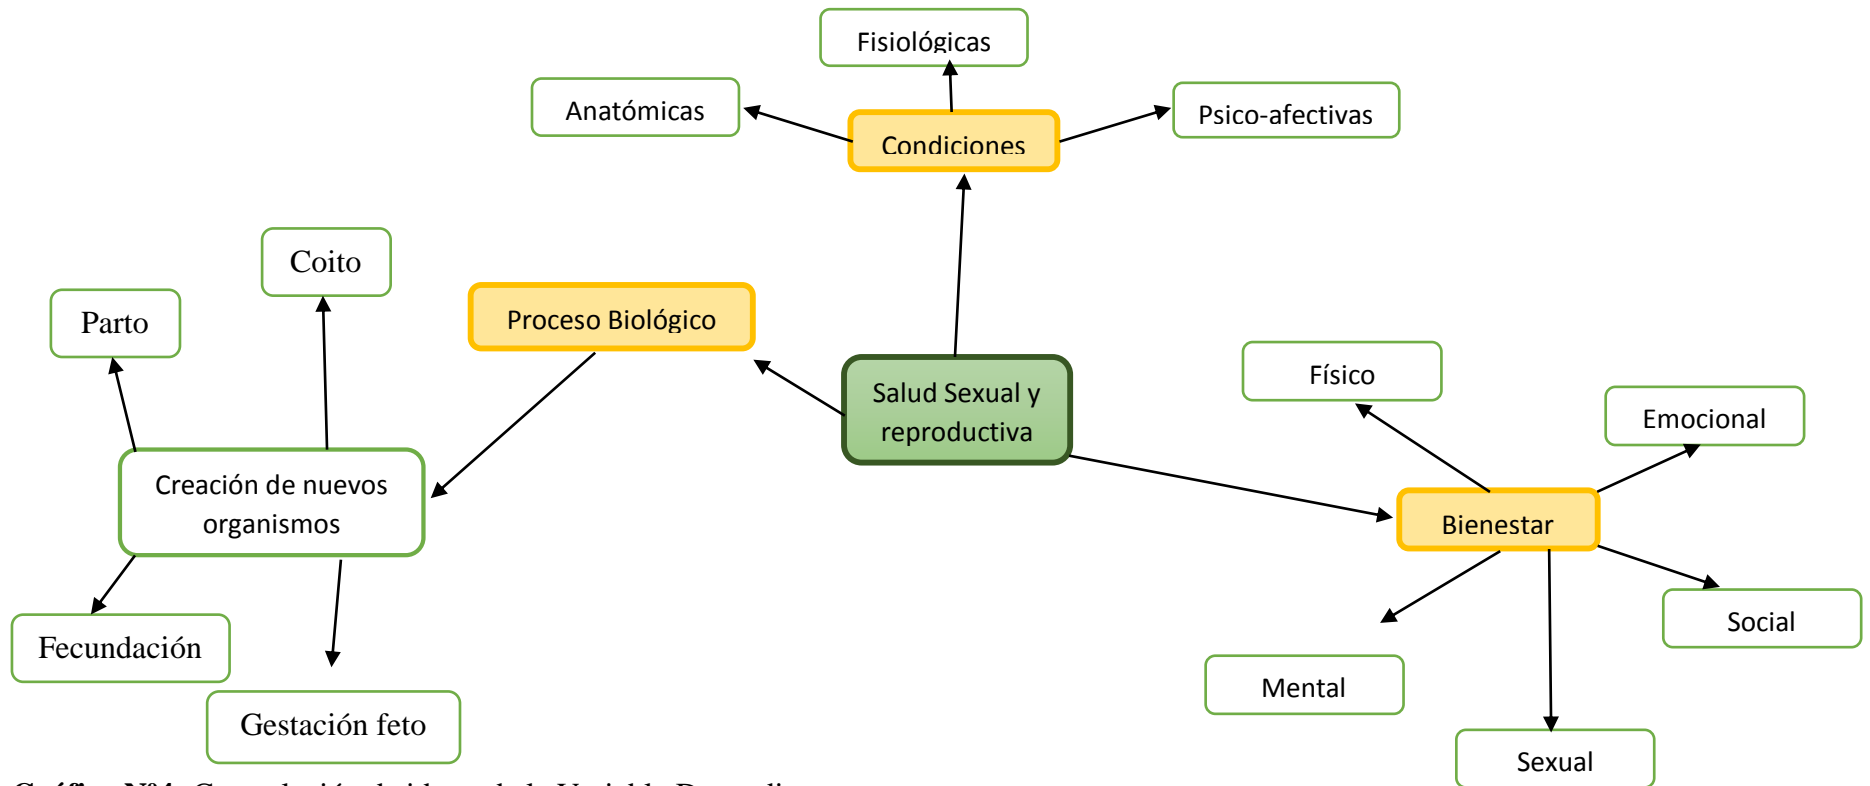 Fisiológicas
Anatómicas
Psico-afectivas
Condiciones
Coito
Parto
Proceso Biológico
Salud Sexual y
reproductiva
Físico
Emocional
Creación de nuevos
organismos
Bienestar
Fecundación
Social
Mental
Gestación feto
Sexual